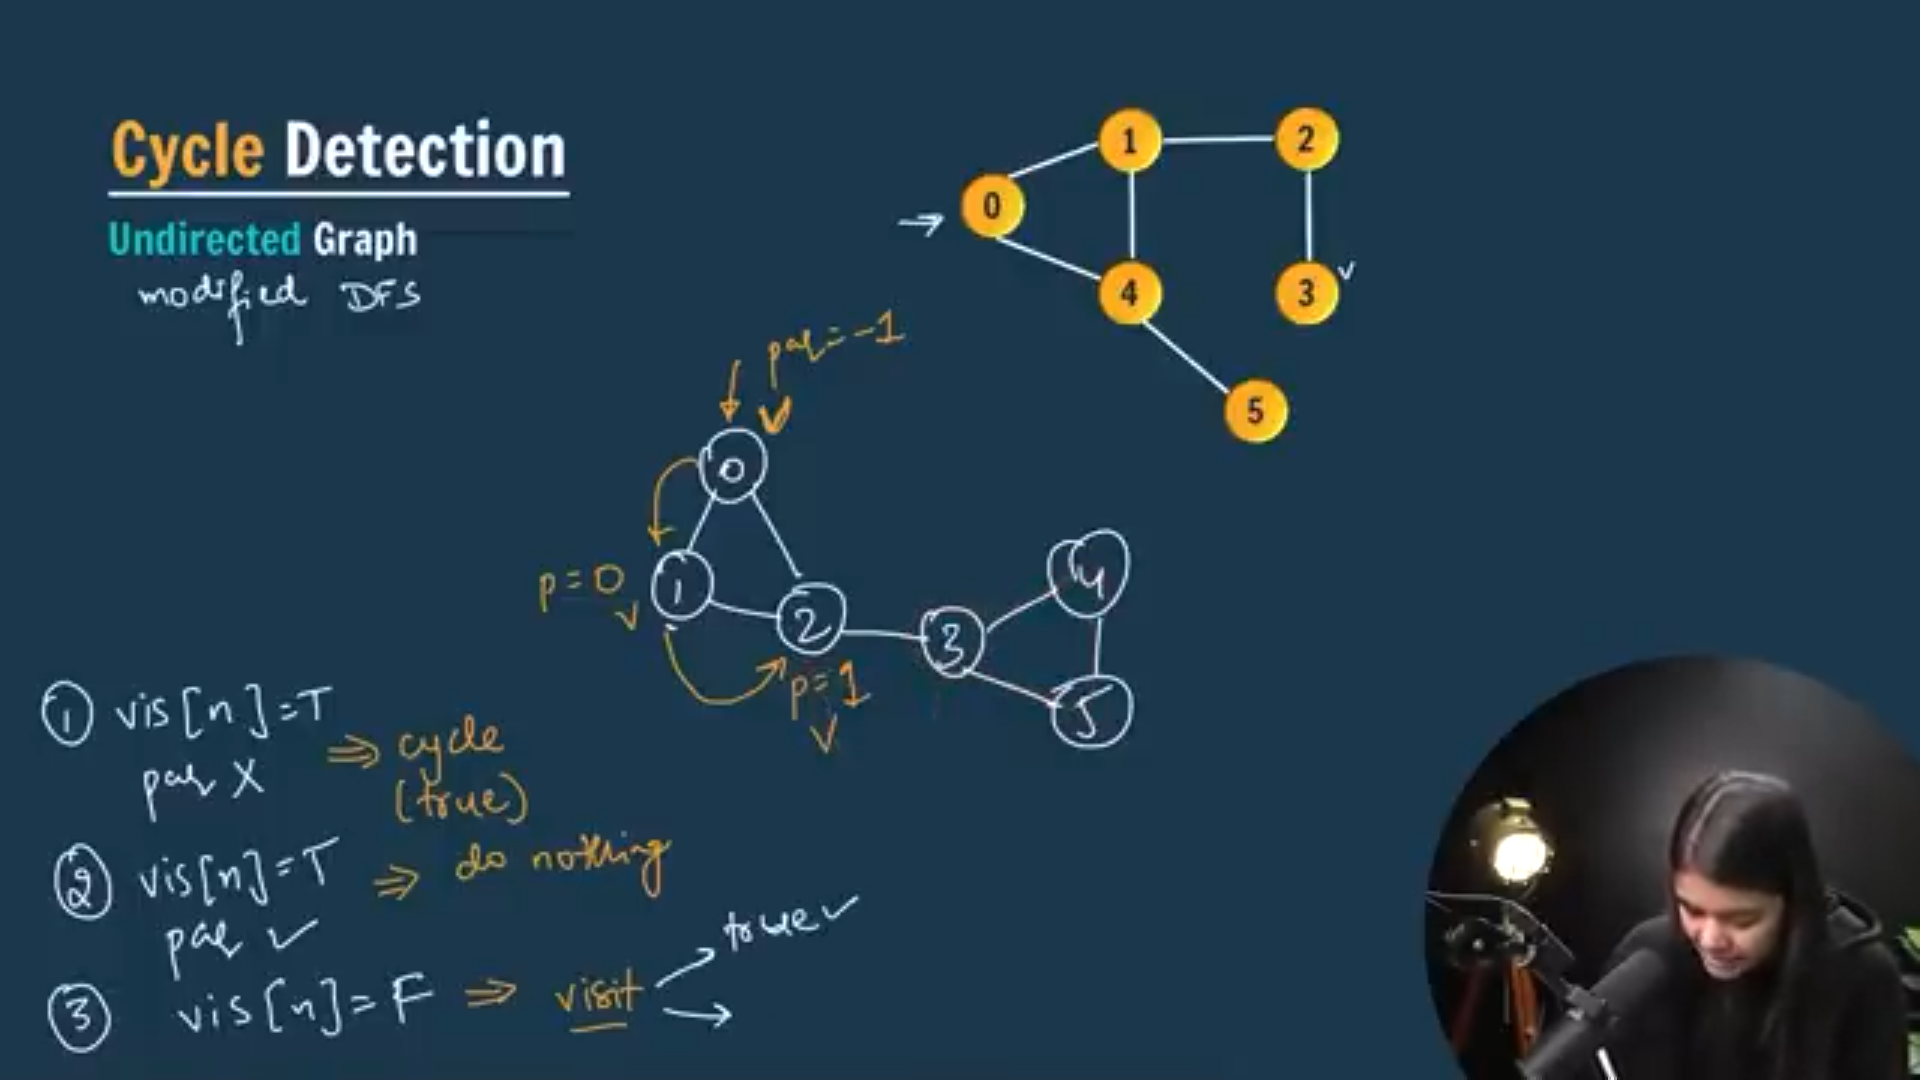 Cycle Detection
Undirected Graph
modified DFS
1
2
0
4
3 v
5
par=-1
0
p=0
1
2
3
4
5
p=1
① vis[n]=T
par X
⇒ cycle
(true)
② vis[n]=T ⇒ do nothing
par ✓
③ vis[n]=F ⇒ visit
true ✓